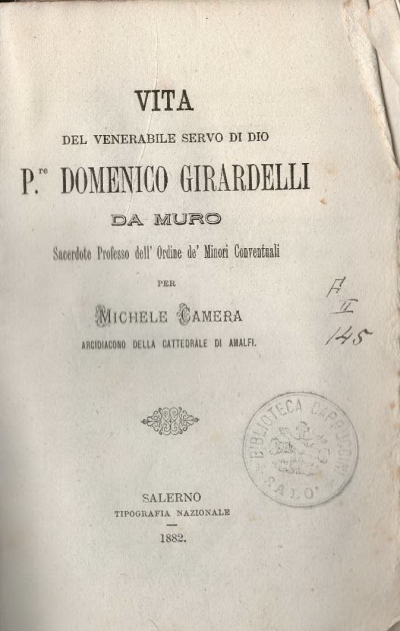 VITA
DEL VENERABILE SERVO DI DIO
P.re DOMENICO GIRARDELLI
DA MURO
Sacerdote Professo dell' Ordine de' Minori Conventuali
PER
MICHELE CAMERA
ARCIDIACONO DELLA CATTEDRALE DI AMALFI.
A
II
145
BIBLIOTECA CAPPUCCINI
SALO'
SALERNO
TIPOGRAFIA NAZIONALE
1882.